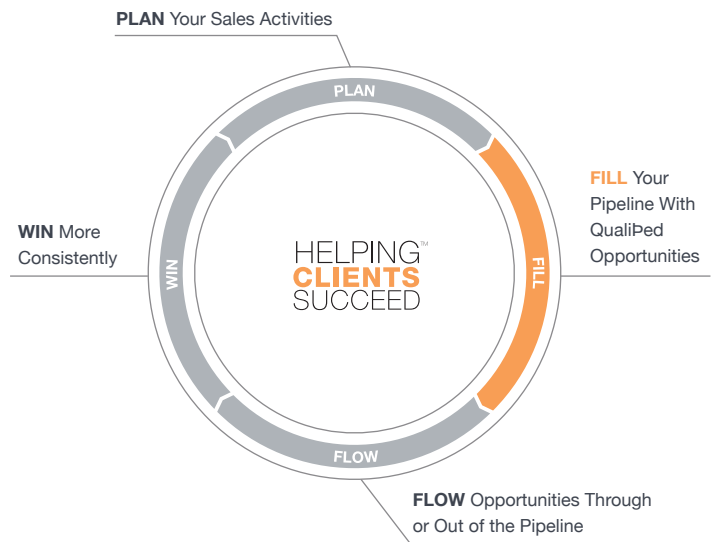 PLAN Your Sales Activities
PLAN
FILL Your
Pipeline With
QualiÞed
Opportunities
WIN More
Consistently
HELPING™
CLIENTS
SUCCEED
WIN
FILL
FLOW
FLOW Opportunities Through
or Out of the Pipeline